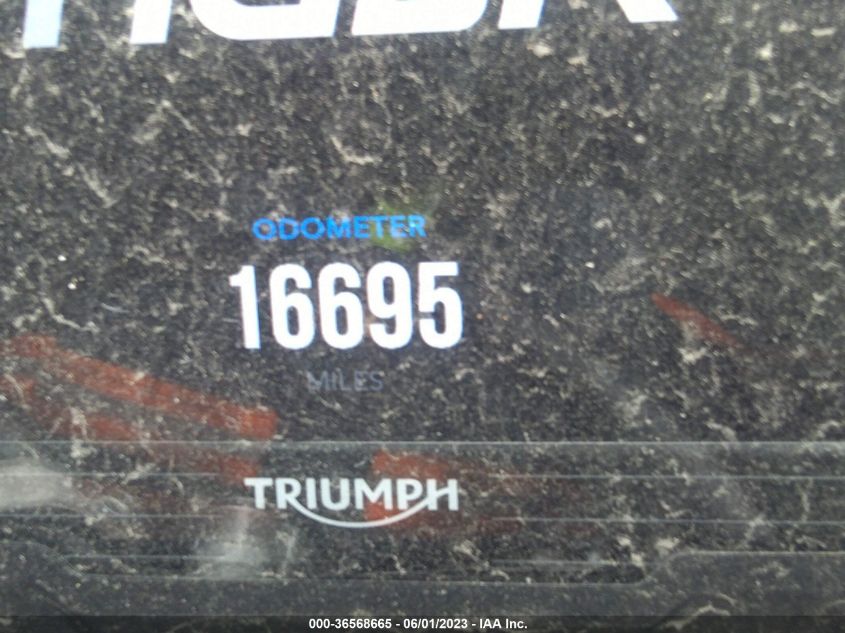 ODOMETER
16695
MILES
TRIUMPH
000-36568665 - 06/01/2023 - IAA Inc.